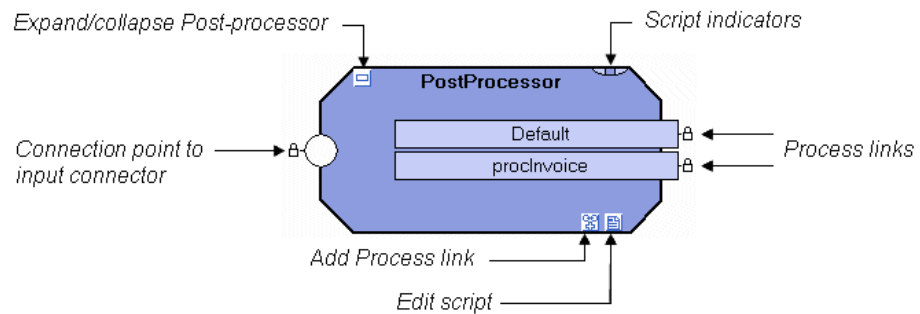 Expand/collapse Post-processor
Script indicators
PostProcessor
Default
procInvoice
Connection point to
input connector
Process links
Add Process link
Edit script